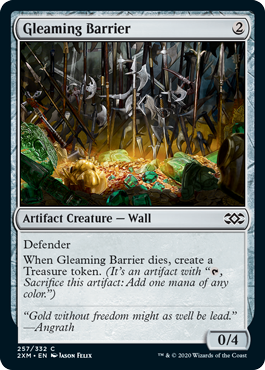 Gleaming Barrier 2
Artifact Creature — Wall
Defender
When Gleaming Barrier dies, create a
Treasure token. (It's an artifact with “,
Sacrifice this artifact: Add one mana of any
color.”)
“Gold without freedom might as well be lead.”
—Angrath
0/4
257/332 C
2XM • EN Jason Felix
™ & © 2020 Wizards of the Coast